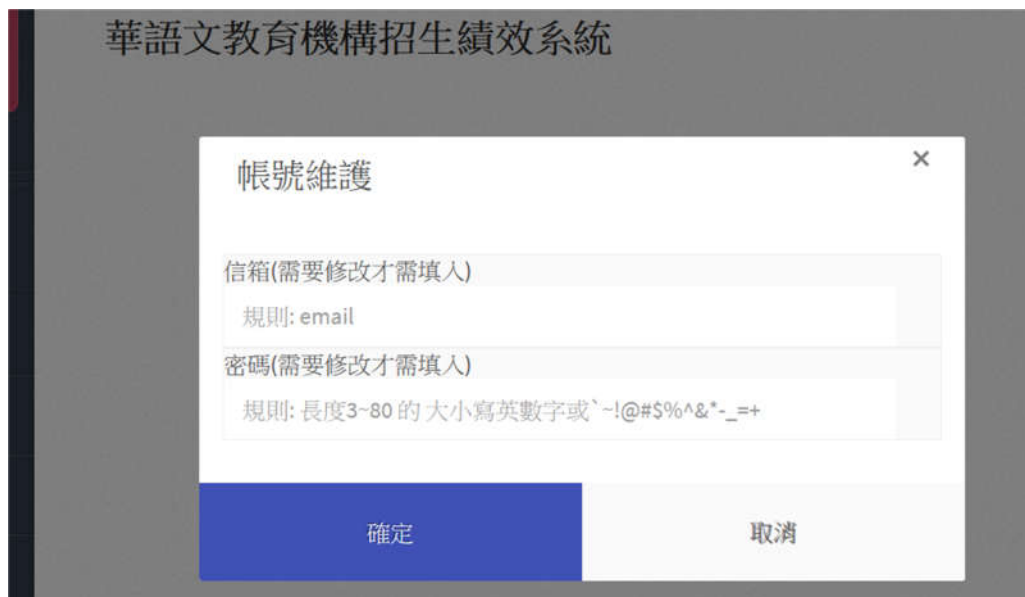 華語文教育機構招生績效系統
帳號維護
×
信箱(需要修改才需填入)
規則: email
密碼(需要修改才需填入)
規則: 長度3~80 的 大小寫英數字或`~!@#$%^&*-_=+
確定
取消